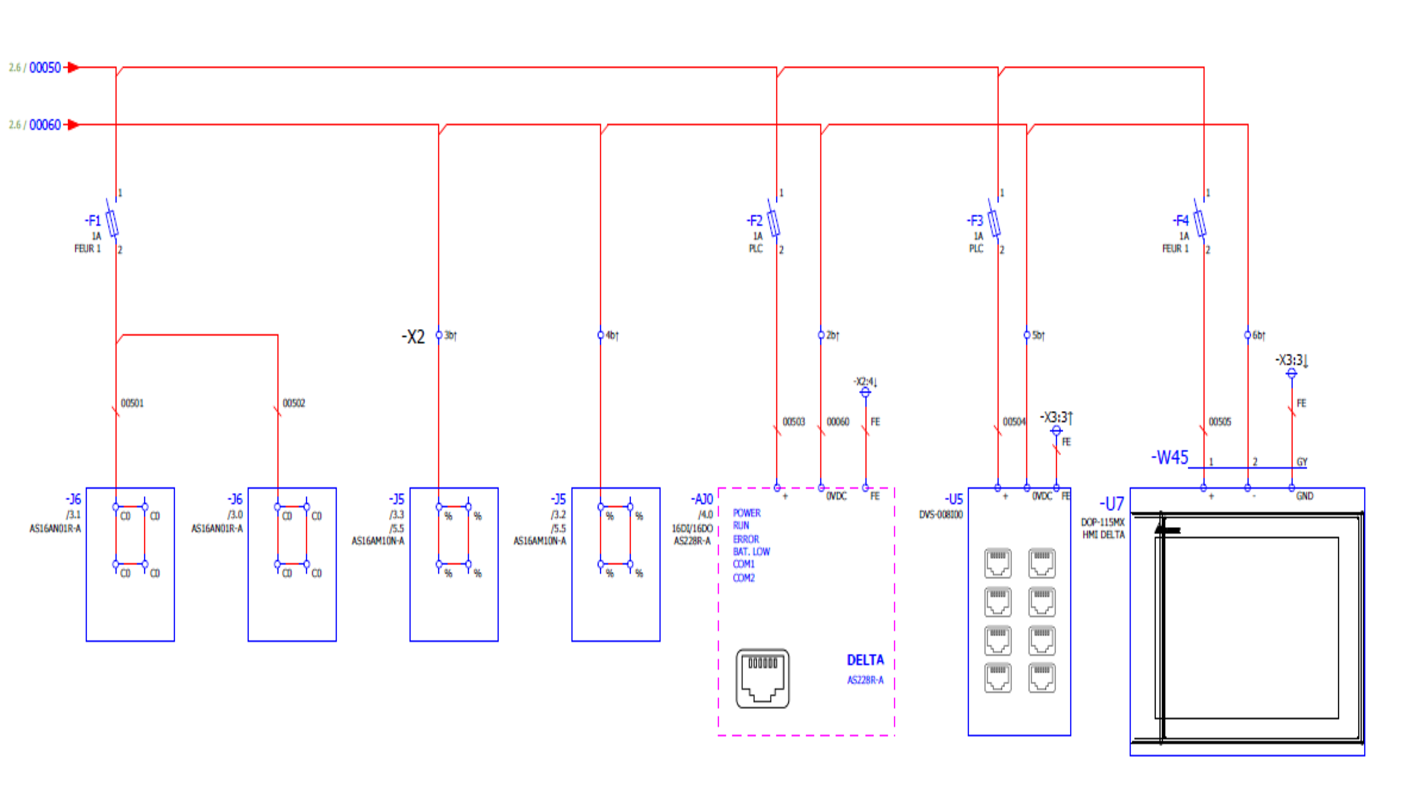 2.6 / 00050
2.6 / 00060
1
-F1
1A
FEUR 1
2
1
-F2
1A
PLC
2
1
-F3
1A
PLC
2
1
-F4
1A
FEUR 1
2
-X2
3b↑
4b↑
2b↑
5b↑
6b↑
-X3:3↓
-X2:4↓
-X3:3↑
00501
00502
00503
00060
FE
00504
FE
00505
FE
-W45
1
2
GY
-J6
/3.1
AS16AN01R-A
C0 C0
C0 C0
-J6
/3.0
AS16AN01R-A
C0 C0
C0 C0
-J5
/3.3
/5.5
AS16AM10N-A
% %
% %
-J5
/3.2
/5.5
AS16AM10N-A
% %
% %
-AJ0
/4.0
16DI/16DO
AS228R-A
+ 0VDC FE
POWER
RUN
ERROR
BAT. LOW
COM1
COM2
DELTA
AS228R-A
-U5
DVS-008I00
+ 0VDC FE
-U7
DOP-115MX
HMI DELTA
+ - GND